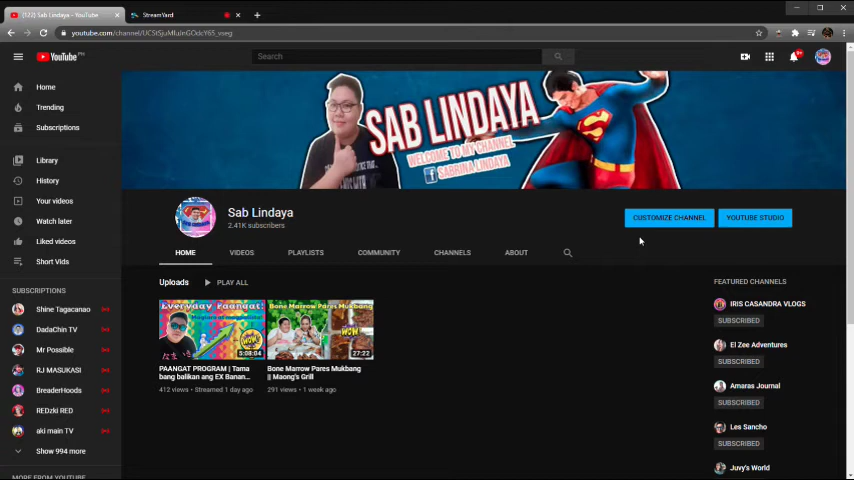 (122) Sab Lindaya - YouTube
StreamYard
Search
YouTube PH
9+
Home
Trending
Subscriptions
Library
History
Your videos
Watch later
Liked videos
Short Vids
SUBSCRIPTIONS
Shine Tagacanao
DadaChin TV
Mr Possible
RJ MASUKASI
BreaderHoods
REDzki RED
aki main TV
Show 994 more
MORE FROM YOUTUBE
SAB LINDAYA
WELCOME TO MY CHANNEL
SABRINA LINDAYA
Sab Lindaya
2.41K subscribers
CUSTOMIZE CHANNEL
YOUTUBE STUDIO
HOME
VIDEOS
PLAYLISTS
COMMUNITY
CHANNELS
ABOUT
Uploads
PLAY ALL
Everyday Paangat:
WOW
5:08:04
PAANGAT PROGRAM | Tama
bang balikan ang EX Banan...
412 views • Streamed 1 day ago
Bone Marrow Pares Mukbang
WOW
27:22
Bone Marrow Pares Mukbang
|| Maong's Grill
291 views • 1 week ago
FEATURED CHANNELS
IRIS CASANDRA VLOGS
SUBSCRIBED
El Zee Adventures
SUBSCRIBED
Amaras Journal
SUBSCRIBED
Les Sancho
SUBSCRIBED
Juvy's World